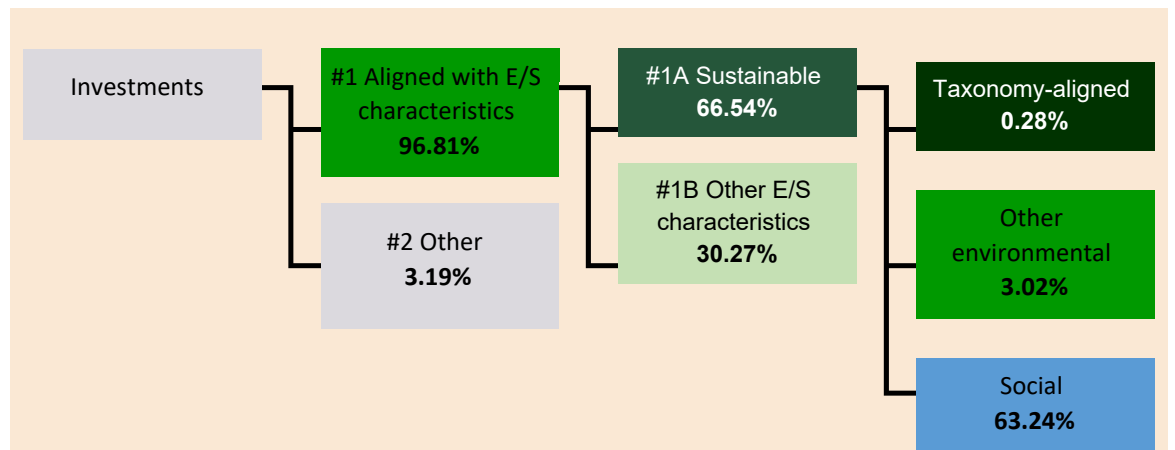 Investments
#1 Aligned with E/S
characteristics
96.81%
#2 Other
3.19%
#1A Sustainable
66.54%
#1B Other E/S
characteristics
30.27%
Taxonomy-aligned
0.28%
Other
environmental
3.02%
Social
63.24%